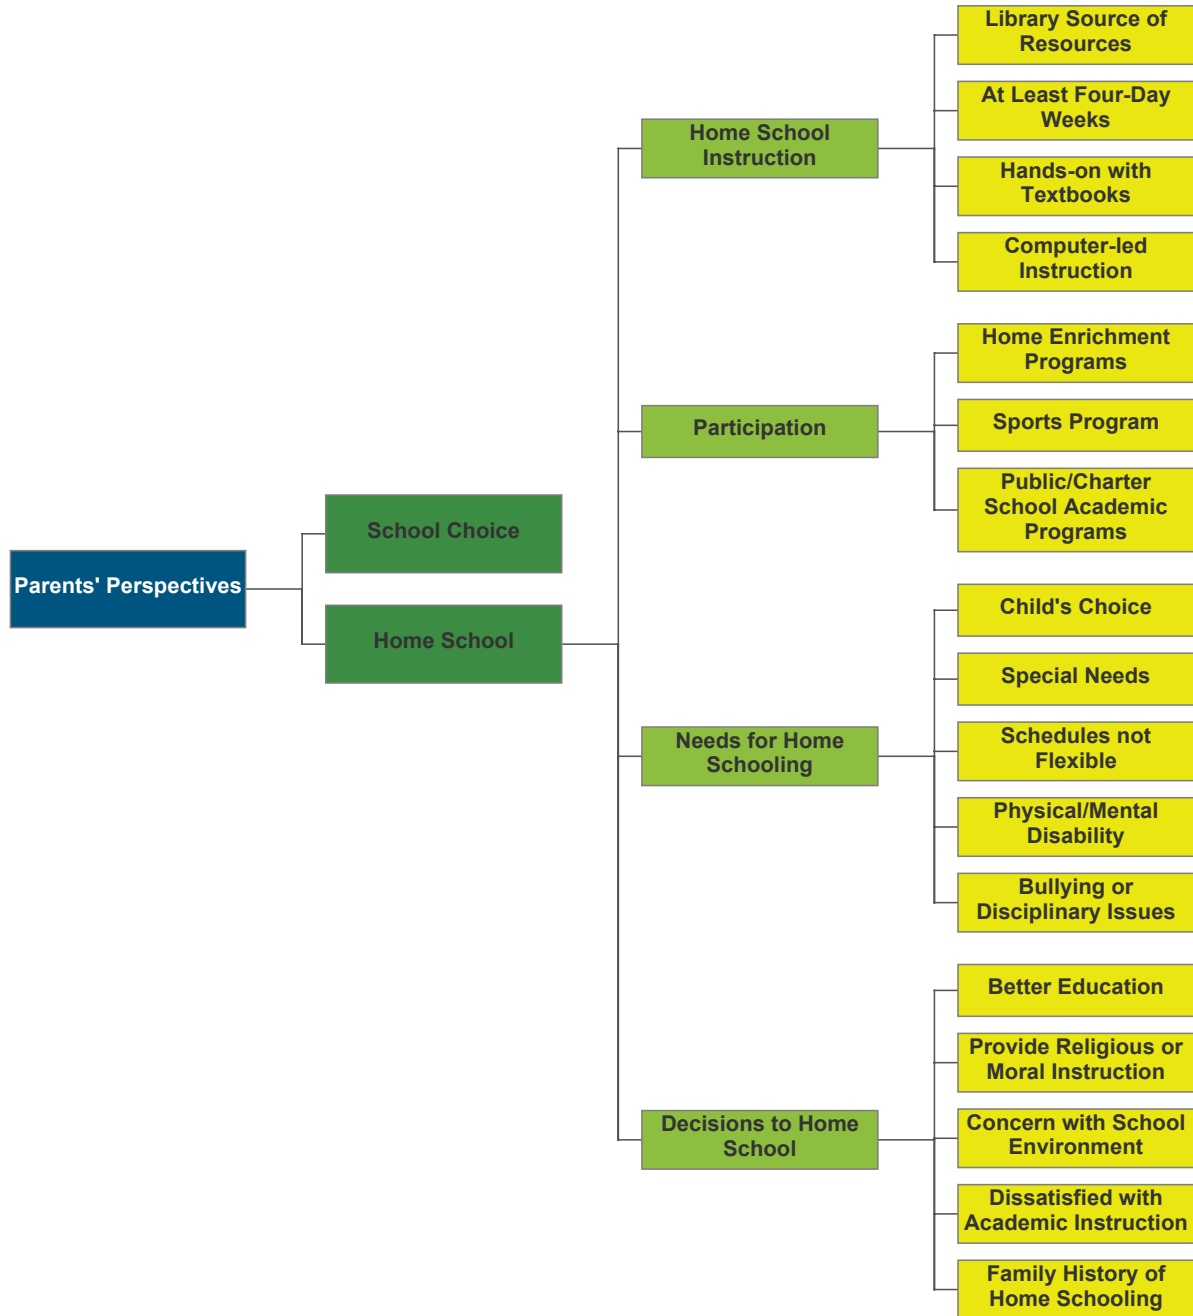 Parents' Perspectives
School Choice
Home School
Home School
Instruction
Library Source of
Resources
At Least Four-Day
Weeks
Hands-on with
Textbooks
Computer-led
Instruction
Participation
Home Enrichment
Programs
Sports Program
Public/Charter
School Academic
Programs
Needs for Home
Schooling
Child's Choice
Special Needs
Schedules not
Flexible
Physical/Mental
Disability
Bullying or
Disciplinary Issues
Decisions to Home
School
Better Education
Provide Religious or
Moral Instruction
Concern with School
Environment
Dissatisfied with
Academic Instruction
Family History of
Home Schooling